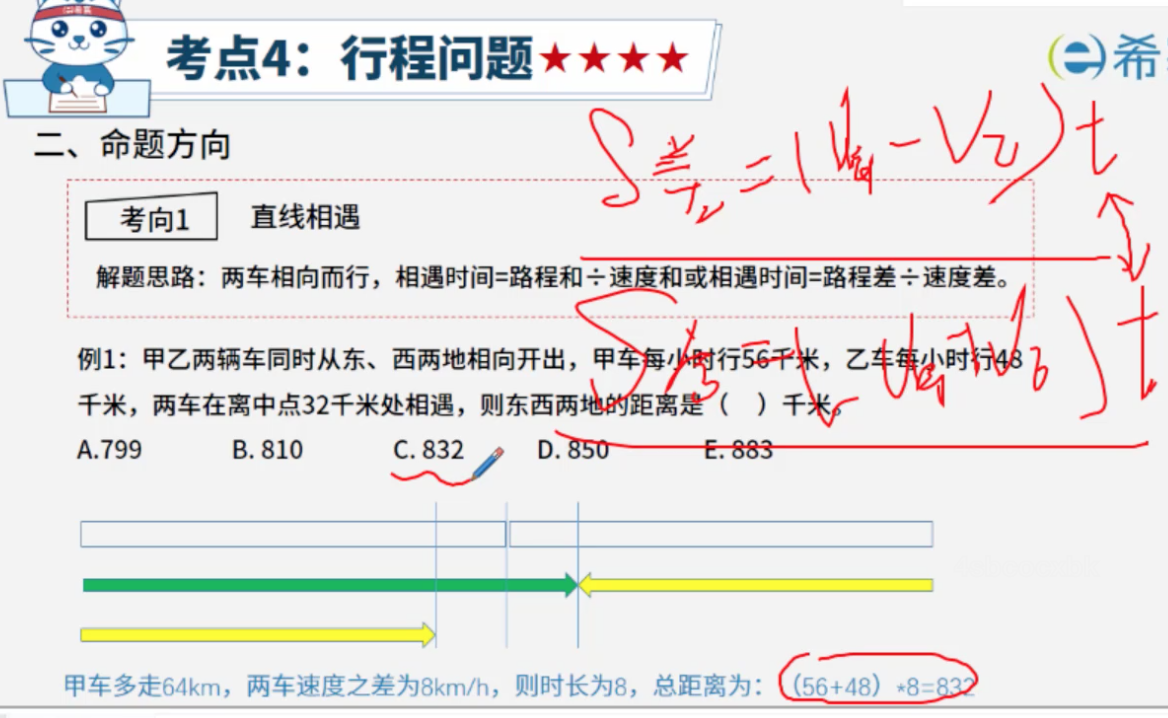 考点4：行程问题★★★★
希
二、命题方向
S差=(V甲-V乙)t
考向1 直线相遇
解题思路：两车相向而行，相遇时间=路程和÷速度和或相遇时间=路程差÷速度差。
例1：甲乙两辆车同时从东、西两地相向开出，甲车每小时行56千米，乙车每小时行48
千米，两车在离中点32千米处相遇，则东西两地的距离是（ ）千米。
A.799 B. 810 C. 832 D. 850 E. 883
甲车多走64km，两车速度之差为8km/h，则时长为8，总距离为：（56+48）*8=832